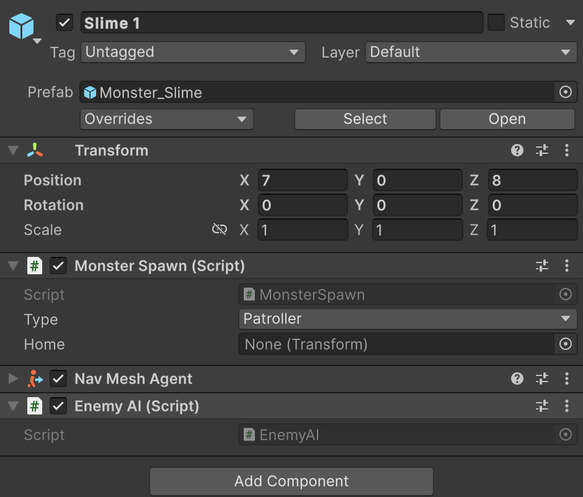 Slime 1 Static
Tag Untagged Layer Default
Prefab Monster_Slime
Overrides Select Open
Transform
Position X 7 Y 0 Z 8
Rotation X 0 Y 0 Z 0
Scale X 1 Y 1 Z 1
# Monster Spawn (Script)
Script # MonsterSpawn
Type Patroller
Home None (Transform)
Nav Mesh Agent
# Enemy AI (Script)
Script # EnemyAI
Add Component